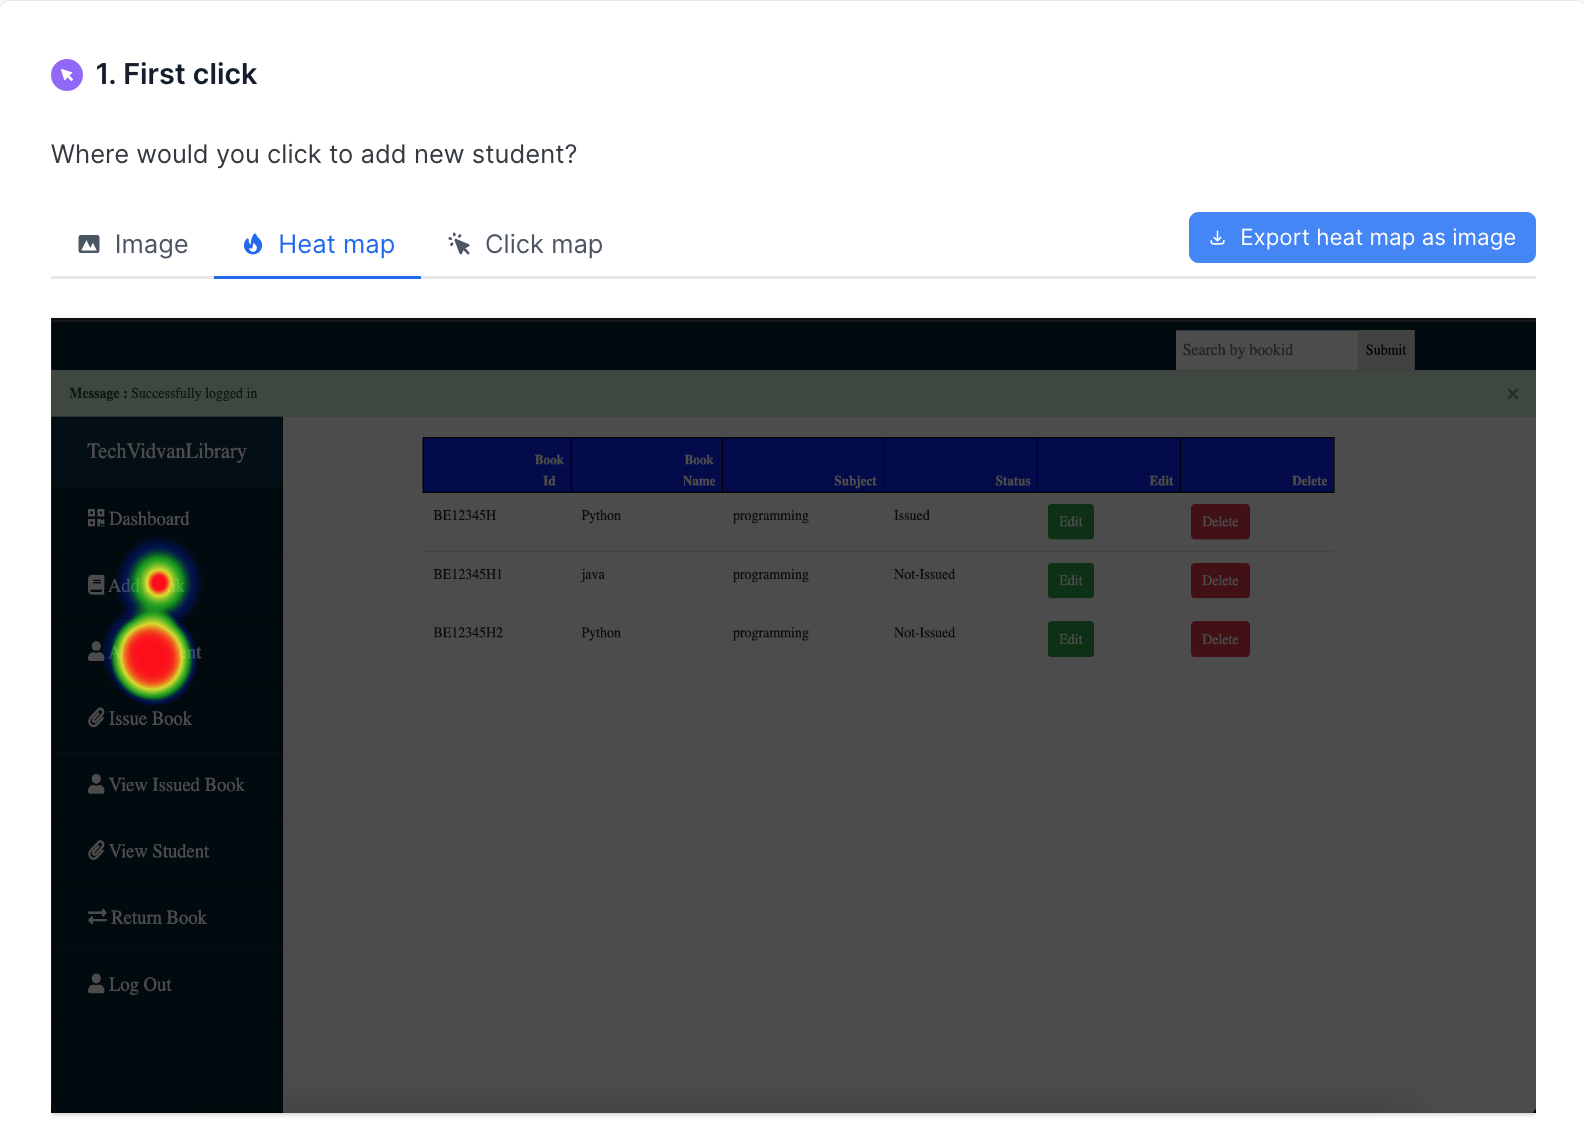 1. First click
Where would you click to add new student?
Image
Heat map
Click map
Export heat map as image
Search by bookid
Submit
Message : Successfully logged in
×
TechVidvanLibrary
Dashboard
Add
Issue Book
View Issued Book
View Student
Return Book
Log Out
Book Id
Book Name
Subject
Status
Edit
Delete
BE12345H Python programming Issued Edit Delete
BE12345H1 java programming Not-Issued Edit Delete
BE12345H2 Python programming Not-Issued Edit Delete